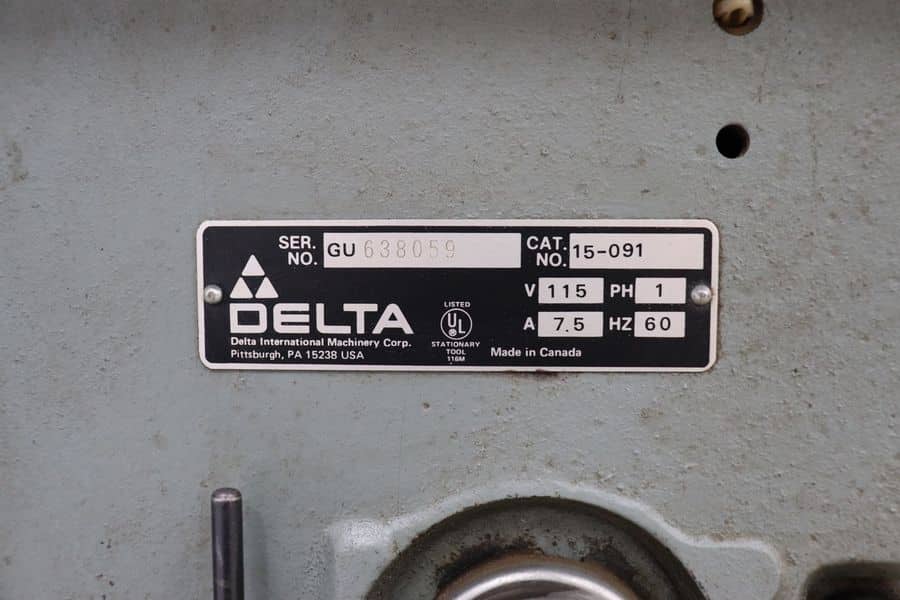 SER. NO. GU 638059
CAT. NO. 15-091
V 115 PH 1
A 7.5 HZ 60
DELTA
Delta International Machinery Corp.
Pittsburgh, PA 15238 USA
LISTED
UL
®
STATIONARY
TOOL
116M
Made in Canada